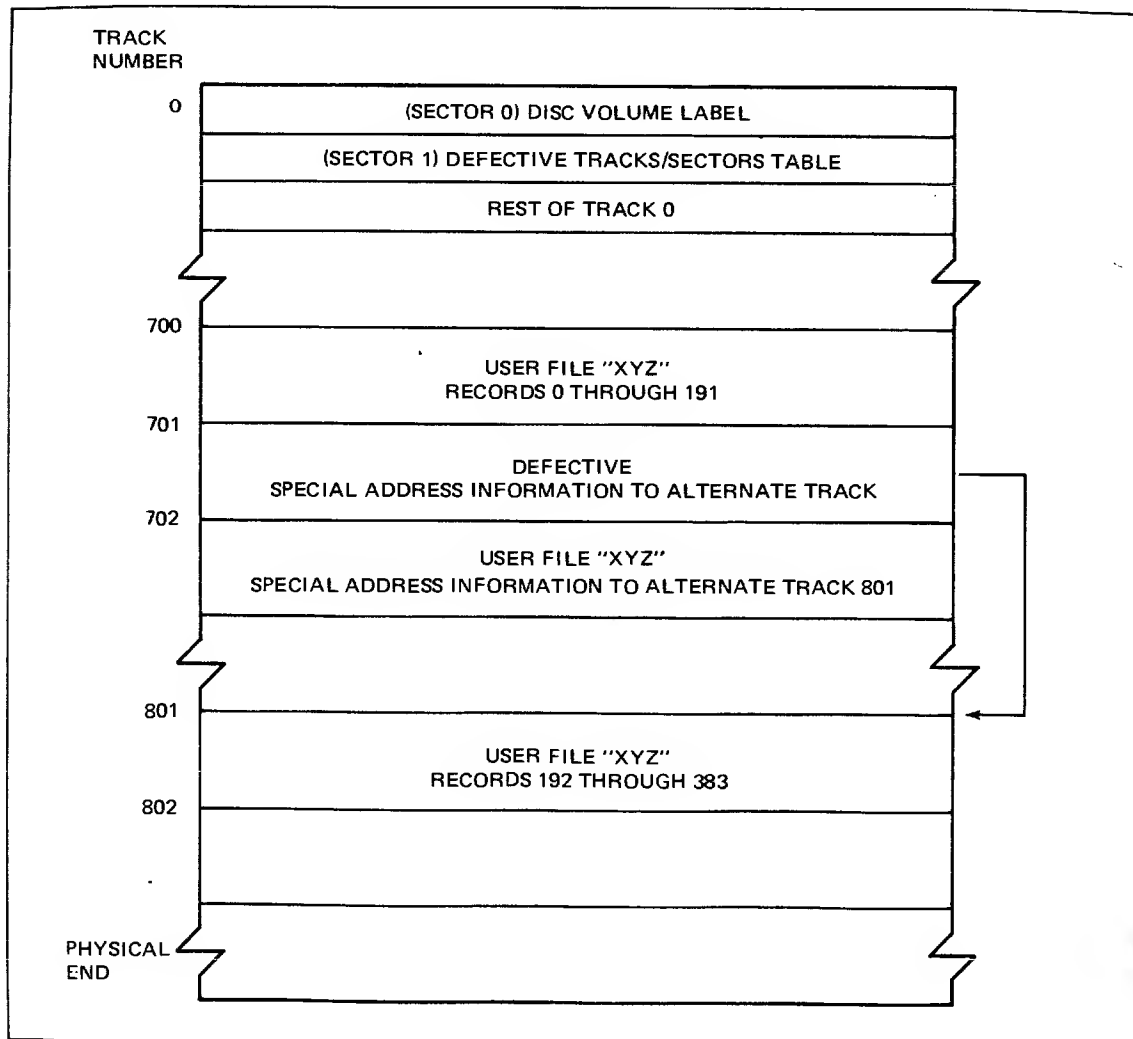 TRACK
NUMBER
0
(SECTOR 0) DISC VOLUME LABEL
(SECTOR 1) DEFECTIVE TRACKS/SECTORS TABLE
REST OF TRACK 0
700
USER FILE "XYZ"
RECORDS 0 THROUGH 191
701
DEFECTIVE
SPECIAL ADDRESS INFORMATION TO ALTERNATE TRACK
702
USER FILE "XYZ"
SPECIAL ADDRESS INFORMATION TO ALTERNATE TRACK 801
801
USER FILE "XYZ"
RECORDS 192 THROUGH 383
802
PHYSICAL
END